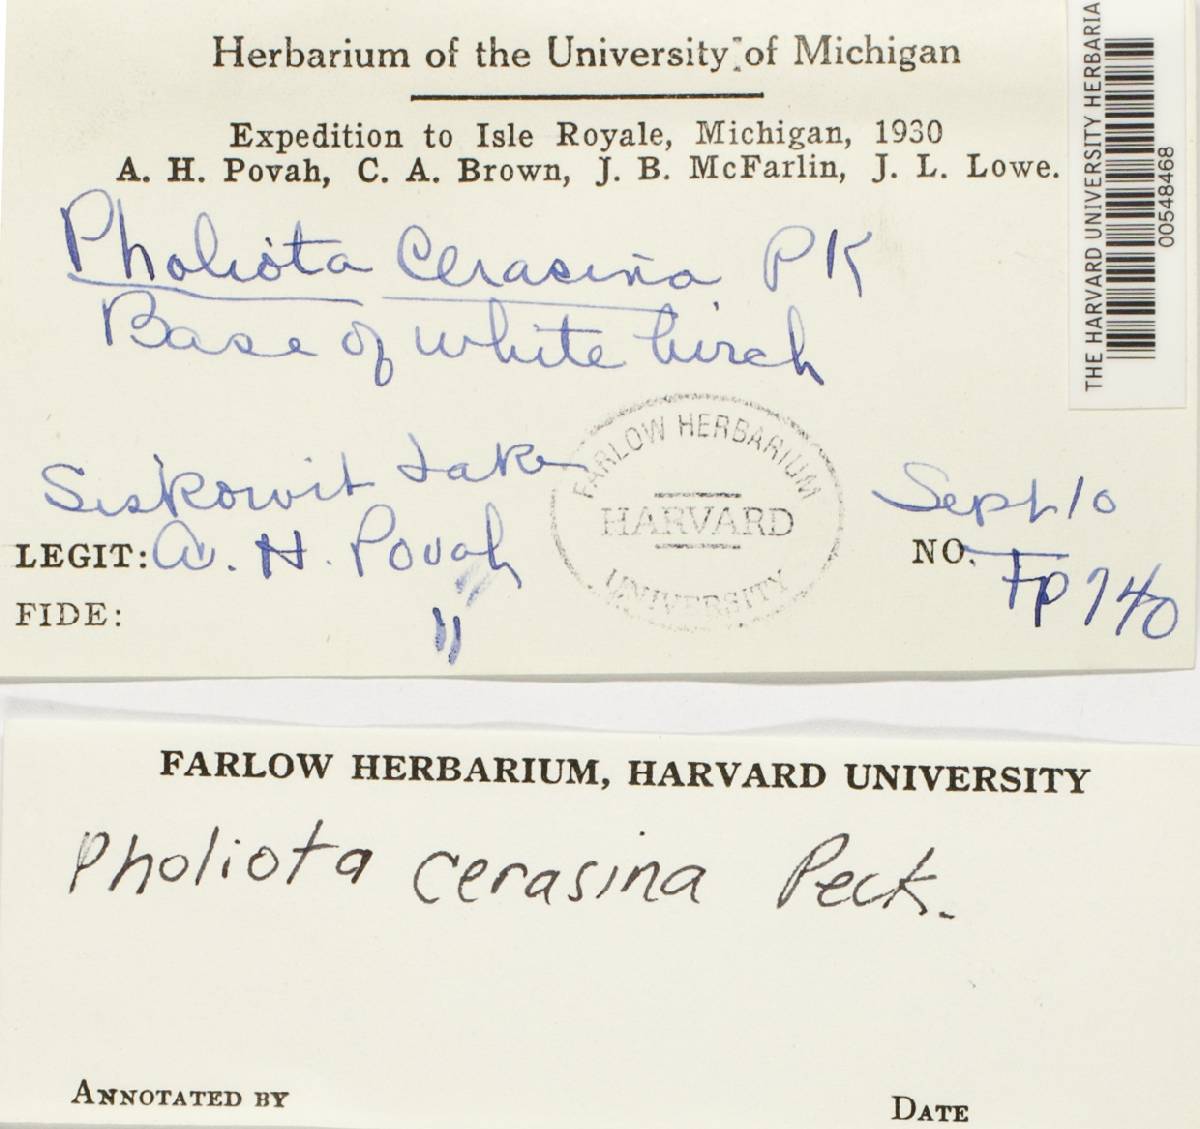 Herbarium of the University of Michigan
Expedition to Isle Royale, Michigan, 1930
A. H. Povah, C. A. Brown, J. B. McFarlin, J. L. Lowe.
Pholiota cerasina PK
Base of white birch
Siskowit Lake
Sept 10
LEGIT: A. H. Povah
NO. Fp 740
FIDE: "
FARLOW HERBARIUM
HARVARD
UNIVERSITY
THE HARVARD UNIVERSITY HERBARIA
00548468
FARLOW HERBARIUM, HARVARD UNIVERSITY
Pholiota cerasina Peck.
ANNOTATED BY
DATE